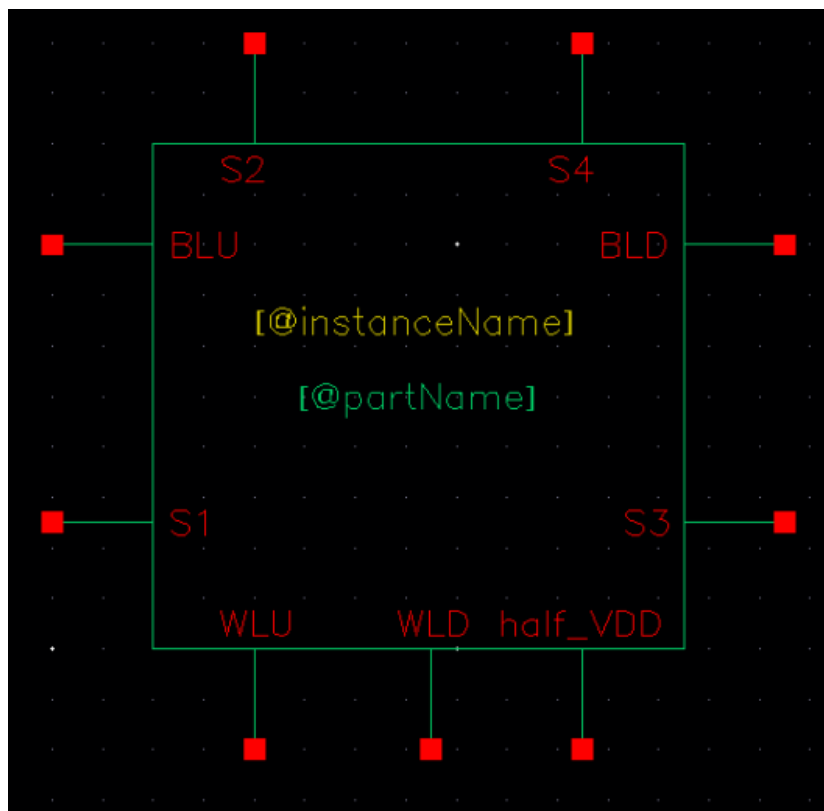 S2 S4
BLU BLD
[@instanceName]
[@partName]
S1 S3
WLU WLD half_VDD